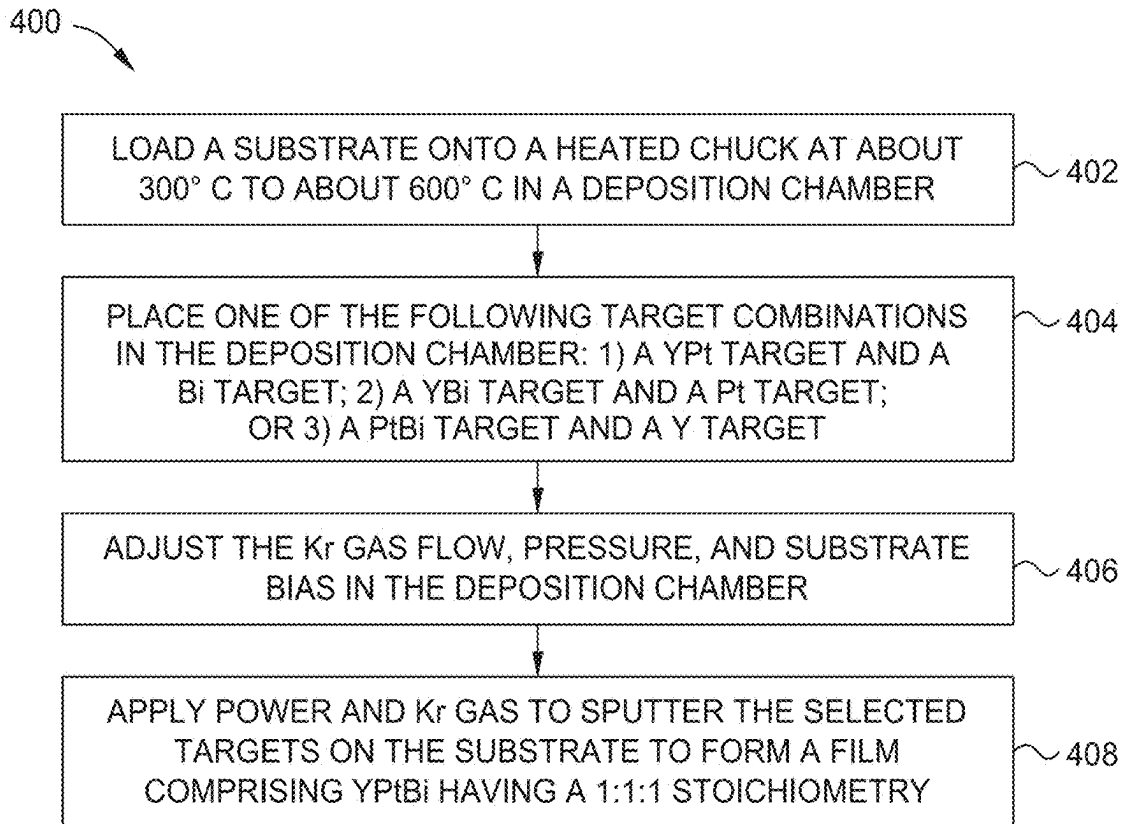 400
LOAD A SUBSTRATE ONTO A HEATED CHUCK AT ABOUT
300° C TO ABOUT 600° C IN A DEPOSITION CHAMBER
402
PLACE ONE OF THE FOLLOWING TARGET COMBINATIONS
IN THE DEPOSITION CHAMBER: 1) A YPt TARGET AND A
Bi TARGET; 2) A YBi TARGET AND A Pt TARGET;
OR 3) A PtBi TARGET AND A Y TARGET
404
ADJUST THE Kr GAS FLOW, PRESSURE, AND SUBSTRATE
BIAS IN THE DEPOSITION CHAMBER
406
APPLY POWER AND Kr GAS TO SPUTTER THE SELECTED
TARGETS ON THE SUBSTRATE TO FORM A FILM
COMPRISING YPtBi HAVING A 1:1:1 STOICHIOMETRY
408